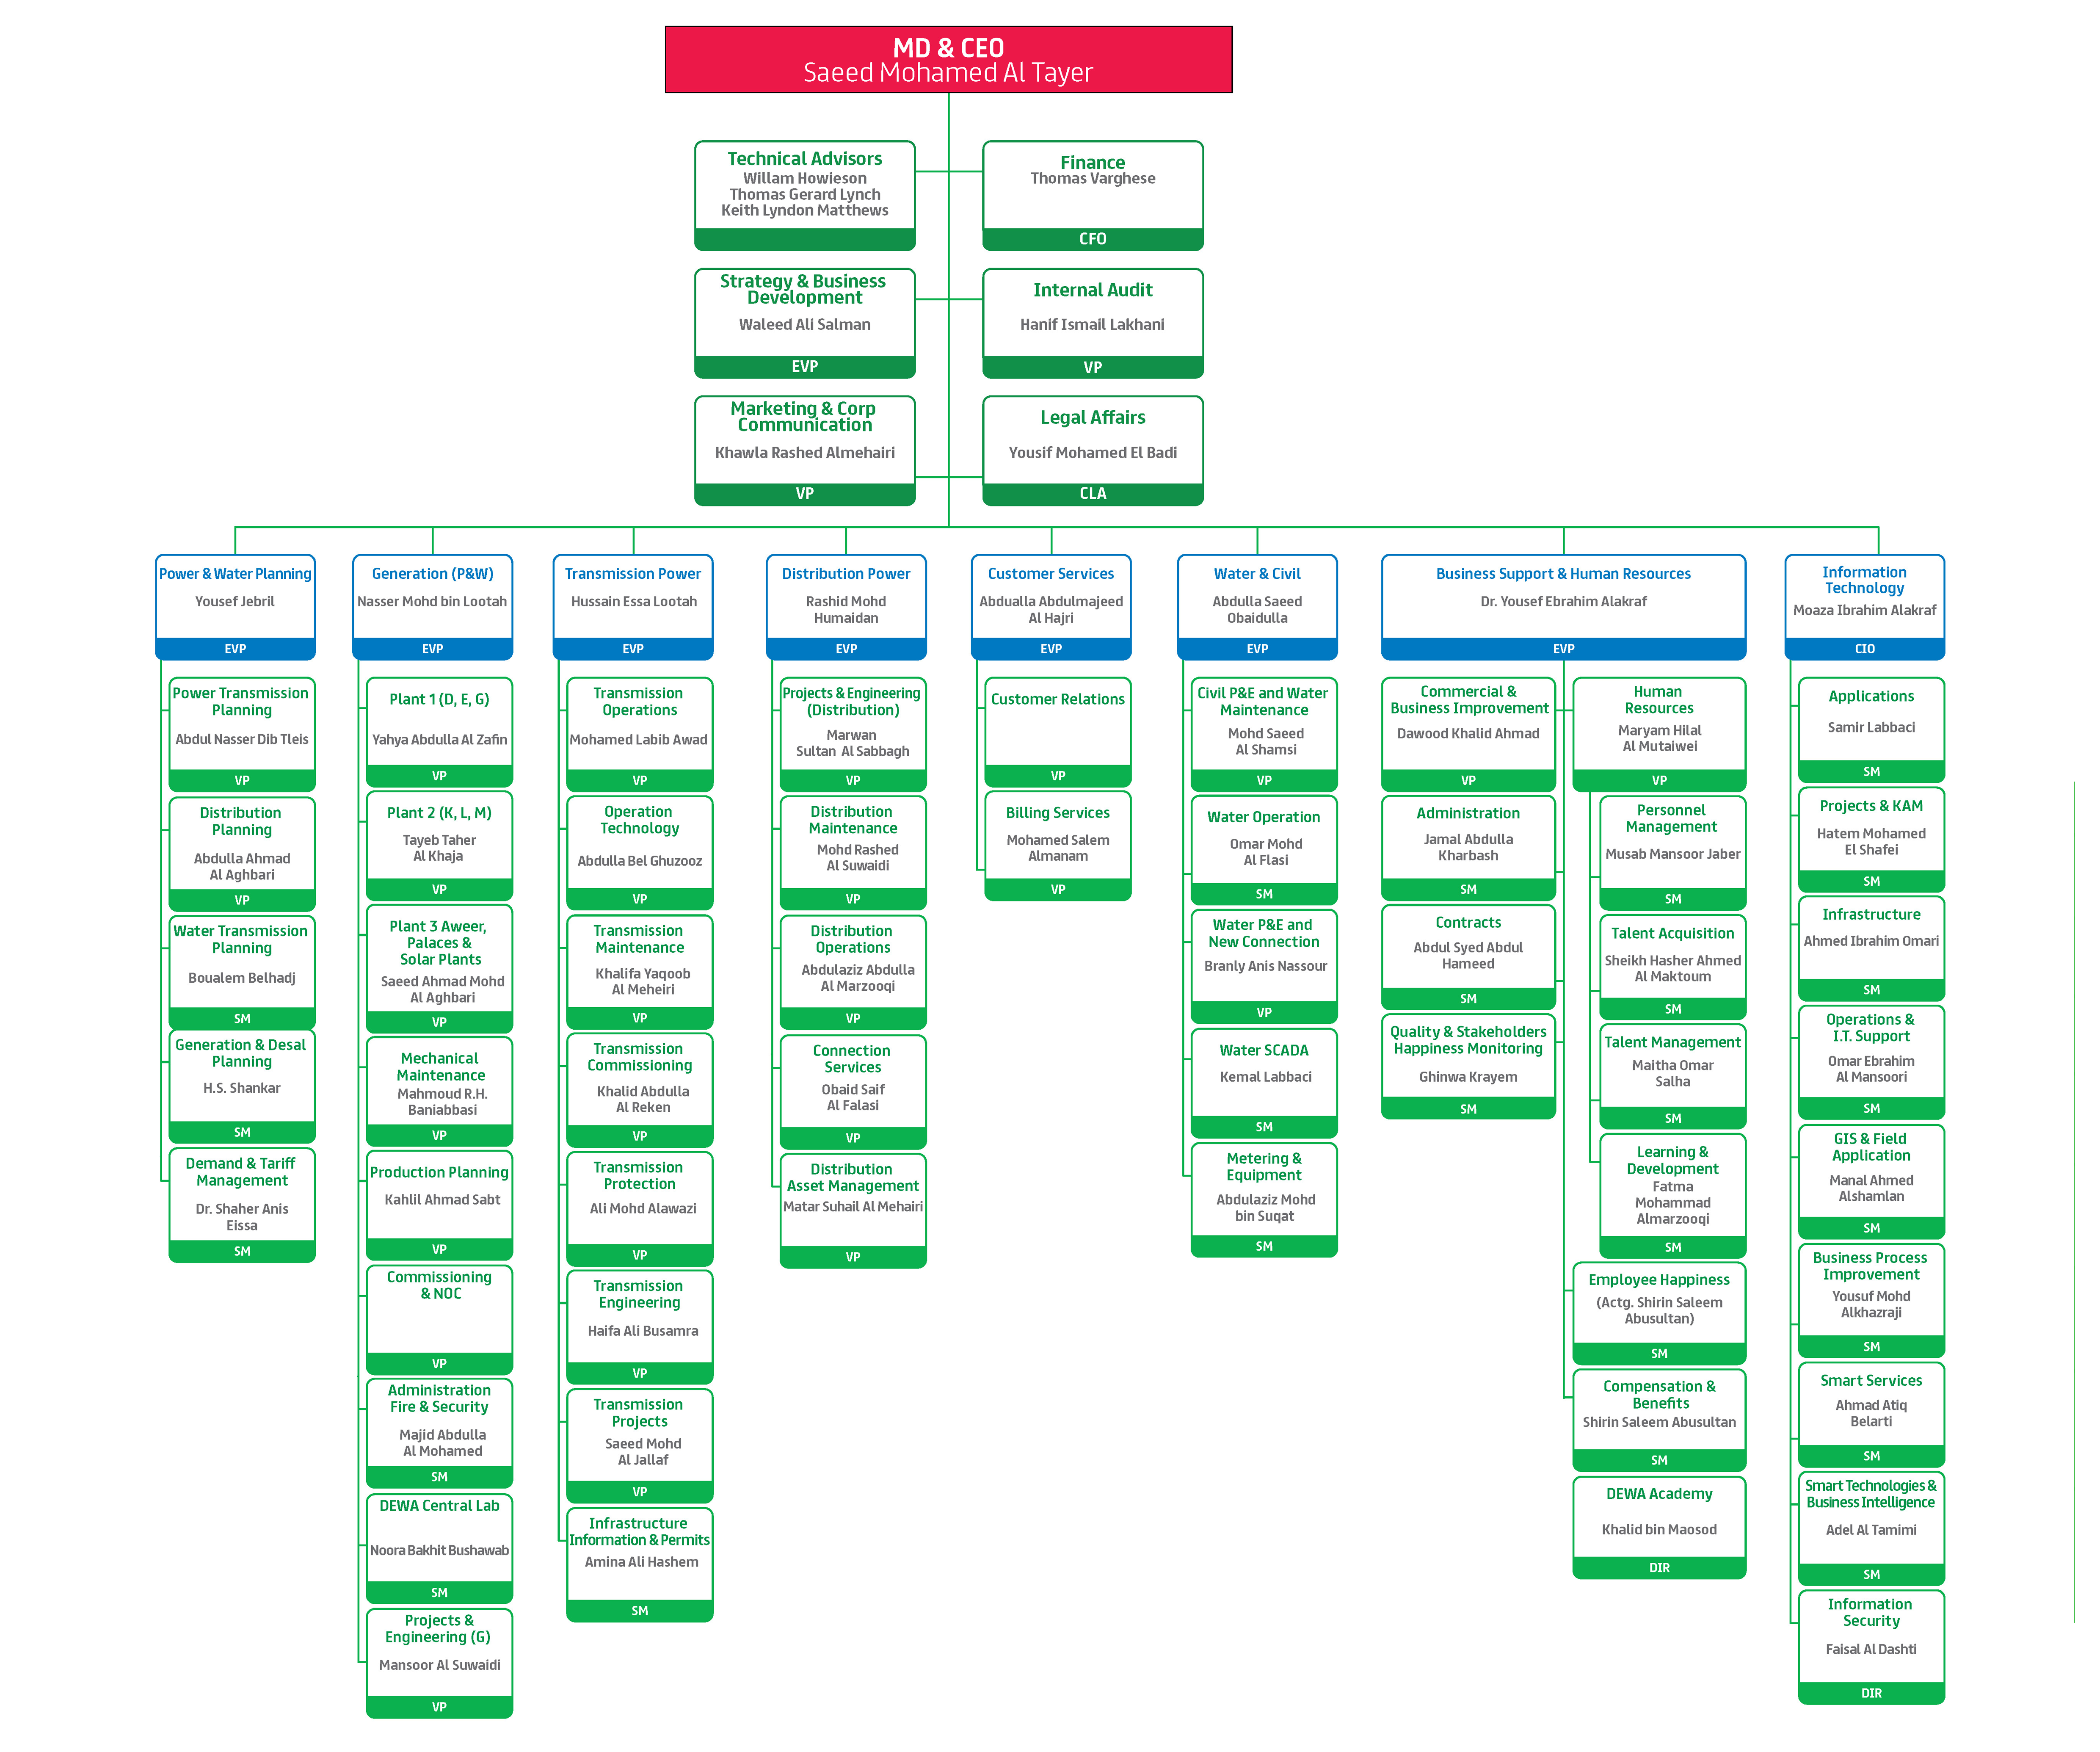 MD & CEO
Saeed Mohamed Al Tayer
Technical Advisors
Willam Howieson
Thomas Gerard Lynch
Keith Lyndon Matthews
Finance
Thomas Varghese
CFO
Strategy & Business
Development
Waleed Ali Salman
EVP
Internal Audit
Hanif Ismail Lakhani
VP
Marketing & Corp
Communication
Khawla Rashed Almehairi
VP
Legal Affairs
Yousif Mohamed El Badi
CLA
Power & Water Planning
Yousef Jebril
EVP
Power Transmission
Planning
Abdul Nasser Dib Tleis
VP
Distribution
Planning
Abdulla Ahmad
Al Aghbari
VP
Water Transmission
Planning
Boualem Belhadj
SM
Generation & Desal
Planning
H.S. Shankar
SM
Demand & Tariff
Management
Dr. Shaher Anis
Eissa
SM
Generation (P&W)
Nasser Mohd bin Lootah
EVP
Plant 1 (D, E, G)
Yahya Abdulla Al Zafin
VP
Plant 2 (K, L, M)
Tayeb Taher
Al Khaja
VP
Plant 3 Aweer,
Palaces &
Solar Plants
Saeed Ahmad Mohd
Al Aghbari
VP
Mechanical
Maintenance
Mahmoud R.H.
Baniabbasi
VP
Production Planning
Kahlil Ahmad Sabt
VP
Commissioning
& NOC
VP
Administration
Fire & Security
Majid Abdulla
Al Mohamed
SM
DEWA Central Lab
Noora Bakhit Bushawab
SM
Projects &
Engineering (G)
Mansoor Al Suwaidi
VP
Transmission Power
Hussain Essa Lootah
EVP
Transmission
Operations
Mohamed Labib Awad
VP
Operation
Technology
Abdulla Bel Ghuzooz
VP
Transmission
Maintenance
Khalifa Yaqoob
Al Meheiri
VP
Transmission
Commissioning
Khalid Abdulla
Al Reken
VP
Transmission
Protection
Ali Mohd Alawazi
VP
Transmission
Engineering
Haifa Ali Busamra
VP
Transmission
Projects
Saeed Mohd
Al Jallaf
VP
Infrastructure
Information & Permits
Amina Ali Hashem
SM
Distribution Power
Rashid Mohd
Humaidan
EVP
Projects & Engineering
(Distribution)
Marwan
Sultan Al Sabbagh
VP
Distribution
Maintenance
Mohd Rashed
Al Suwaidi
VP
Distribution
Operations
Abdulaziz Abdulla
Al Marzooqi
VP
Connection
Services
Obaid Saif
Al Falasi
VP
Distribution
Asset Management
Matar Suhail Al Mehairi
VP
Customer Services
Abdualla Abdulmajeed
Al Hajri
EVP
Customer Relations
VP
Billing Services
Mohamed Salem
Almanam
VP
Water & Civil
Abdulla Saeed
Obaidulla
EVP
Civil P&E and Water
Maintenance
Mohd Saeed
Al Shamsi
VP
Water Operation
Omar Mohd
Al Flasi
SM
Water P&E and
New Connection
Branly Anis Nassour
VP
Water SCADA
Kemal Labbaci
SM
Metering &
Equipment
Abdulaziz Mohd
bin Suqat
SM
Business Support & Human Resources
Dr. Yousef Ebrahim Alakraf
EVP
Commercial &
Business Improvement
Dawood Khalid Ahmad
VP
Administration
Jamal Abdulla
Kharbash
SM
Contracts
Abdul Syed Abdul
Hameed
SM
Quality & Stakeholders
Happiness Monitoring
Ghinwa Krayem
SM
Human
Resources
Maryam Hilal
Al Mutaiwei
VP
Personnel
Management
Musab Mansoor Jaber
SM
Talent Acquisition
Sheikh Hasher Ahmed
Al Maktoum
SM
Talent Management
Maitha Omar
Salha
SM
Learning &
Development
Fatma
Mohammad
Almarzooqi
SM
Employee Happiness
(Actg. Shirin Saleem
Abusultan)
SM
Compensation &
Benefits
Shirin Saleem Abusultan
SM
DEWA Academy
Khalid bin Maosod
DIR
Information
Technology
Moaza Ibrahim Alakraf
CIO
Applications
Samir Labbaci
SM
Projects & KAM
Hatem Mohamed
El Shafei
SM
Infrastructure
Ahmed Ibrahim Omari
SM
Operations &
I.T. Support
Omar Ebrahim
Al Mansoori
SM
GIS & Field
Application
Manal Ahmed
Alshamlan
SM
Business Process
Improvement
Yousuf Mohd
Alkhazraji
SM
Smart Services
Ahmad Atiq
Belarti
SM
Smart Technologies &
Business Intelligence
Adel Al Tamimi
SM
Information
Security
Faisal Al Dashti
DIR